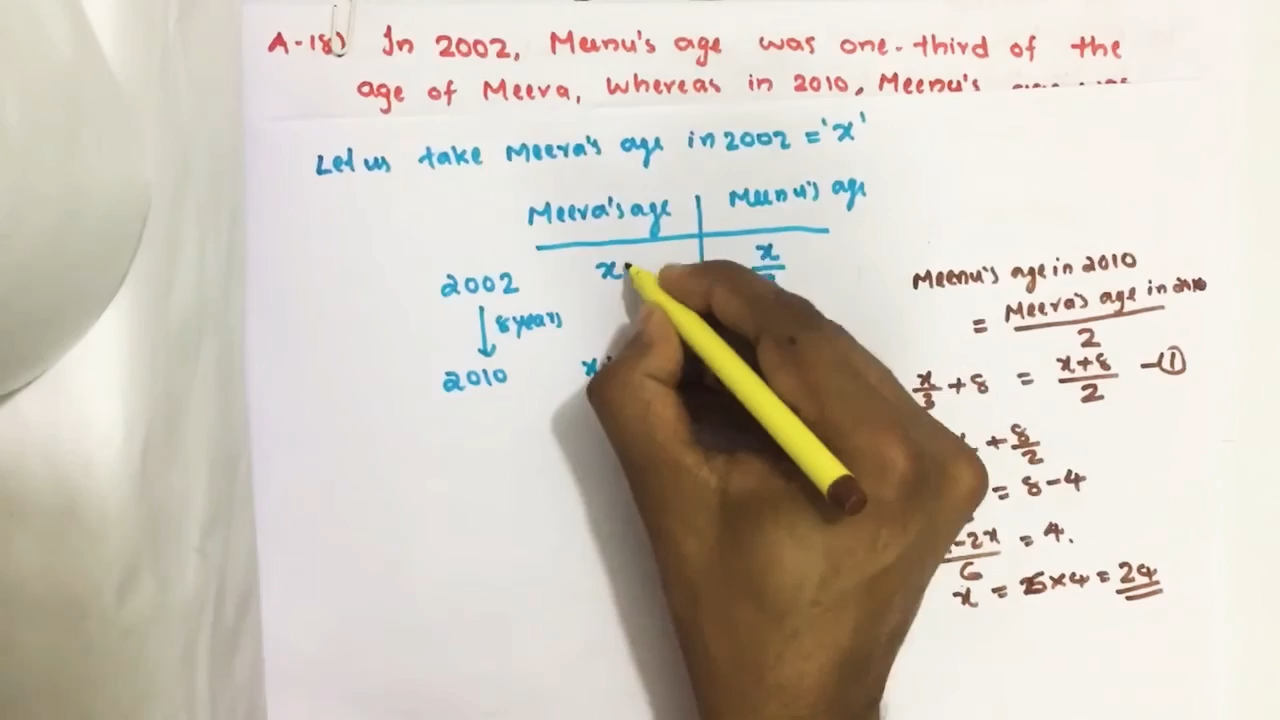 A-18) In 2002, Meenu's age was one-third of the
age of Meera, whereas in 2010, Meenu's
Let us take Meera's age in 2002 = 'x'
Meera's age Meenu's age
2002 x x
8 years
2010 x
Meenu's age in 2010
= Meera's age in 2010
2
x/3 + 8 = x+8/2 -①
+ 8/2
= 8-4
-2x/6 = 4.
x = 6x4 = 24